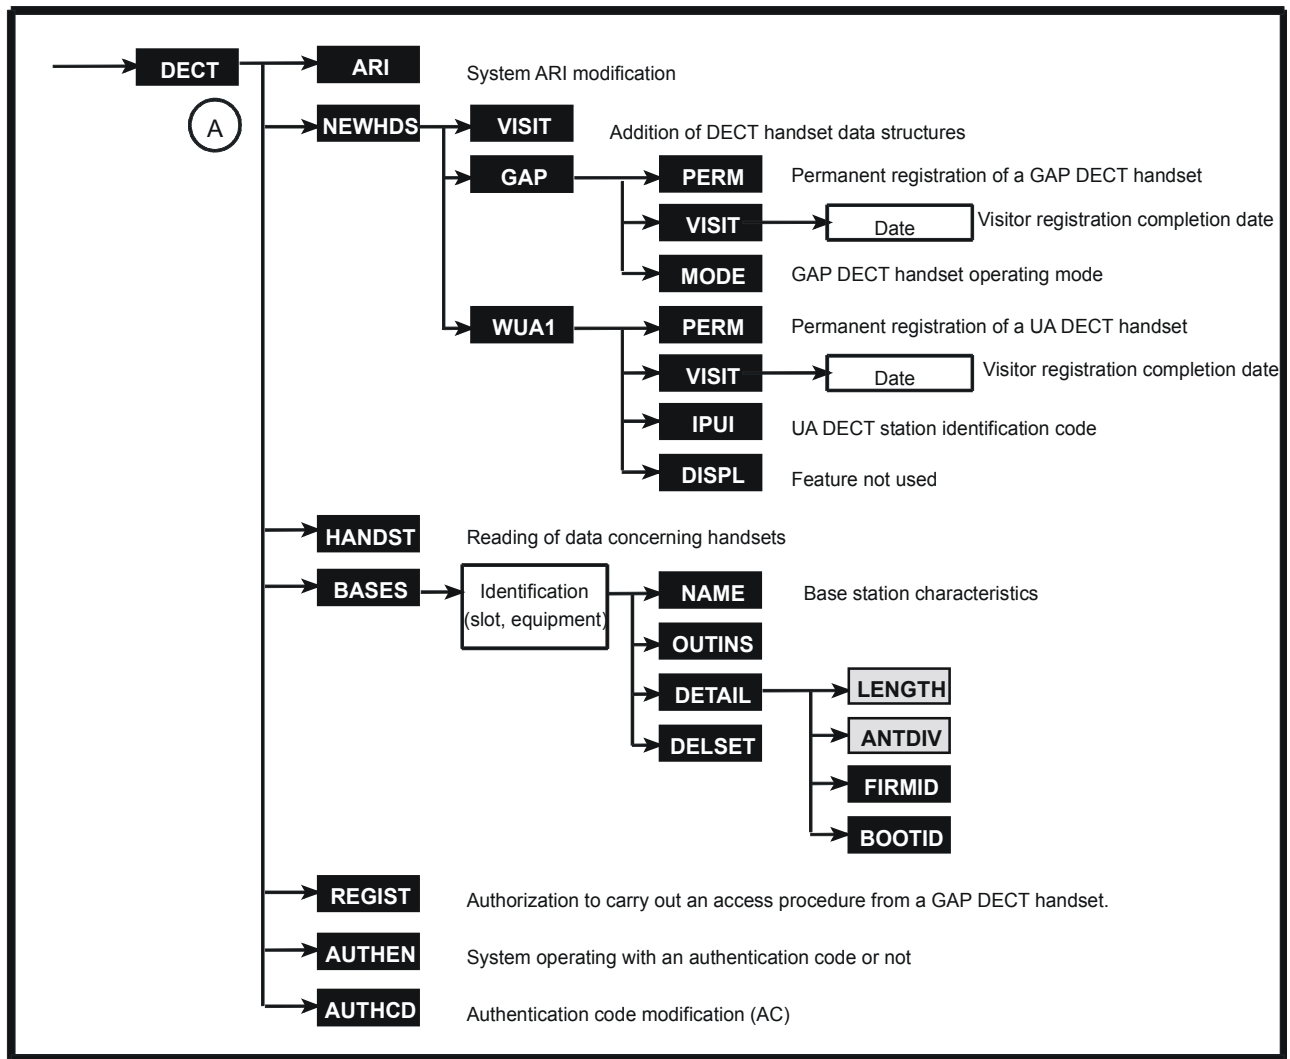 DECT
ARI
System ARI modification
A
NEWHDS
VISIT
Addition of DECT handset data structures
GAP
PERM
Permanent registration of a GAP DECT handset
VISIT
Date
Visitor registration completion date
MODE
GAP DECT handset operating mode
WUA1
PERM
Permanent registration of a UA DECT handset
VISIT
Date
Visitor registration completion date
IPUI
UA DECT station identification code
DISPL
Feature not used
HANDST
Reading of data concerning handsets
BASES
Identification
(slot, equipment)
NAME
Base station characteristics
OUTINS
DETAIL
LENGTH
ANTDIV
DELSET
FIRMID
BOOTID
REGIST
Authorization to carry out an access procedure from a GAP DECT handset.
AUTHEN
System operating with an authentication code or not
AUTHCD
Authentication code modification (AC)